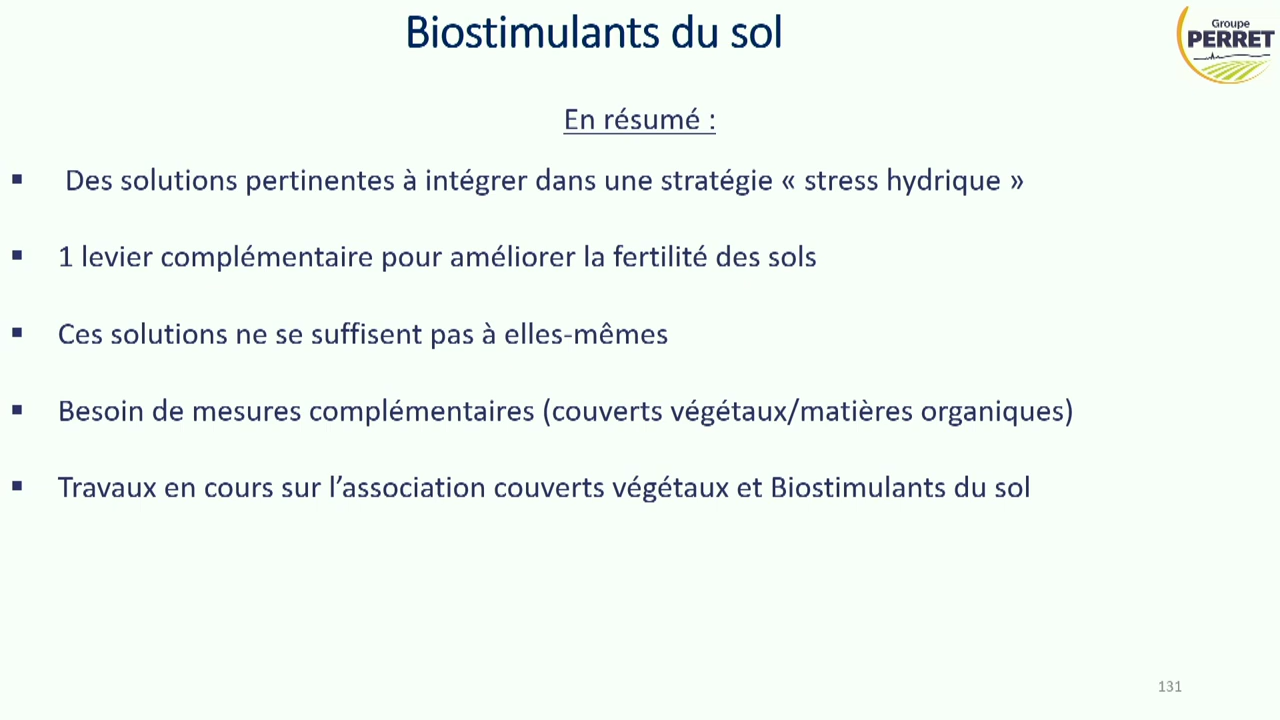 Biostimulants du sol
Groupe
PERRET
En résumé :
▪ Des solutions pertinentes à intégrer dans une stratégie « stress hydrique »
▪ 1 levier complémentaire pour améliorer la fertilité des sols
▪ Ces solutions ne se suffisent pas à elles-mêmes
▪ Besoin de mesures complémentaires (couverts végétaux/matières organiques)
▪ Travaux en cours sur l’association couverts végétaux et Biostimulants du sol
131